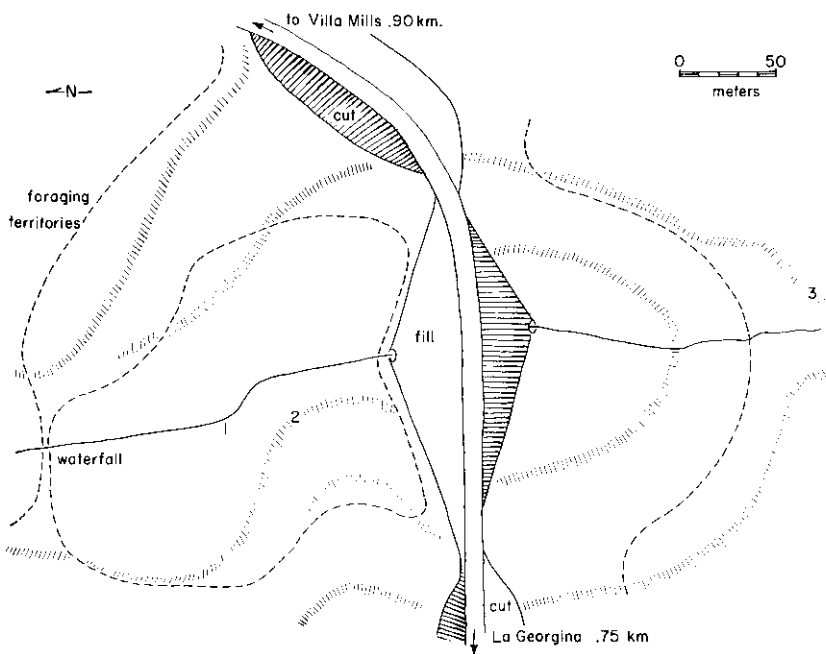 to Villa Mills .90 km.
0 50
meters
N
cut
foraging
territories
3
fill
2
1
waterfall
cut
La Georgina .75 km